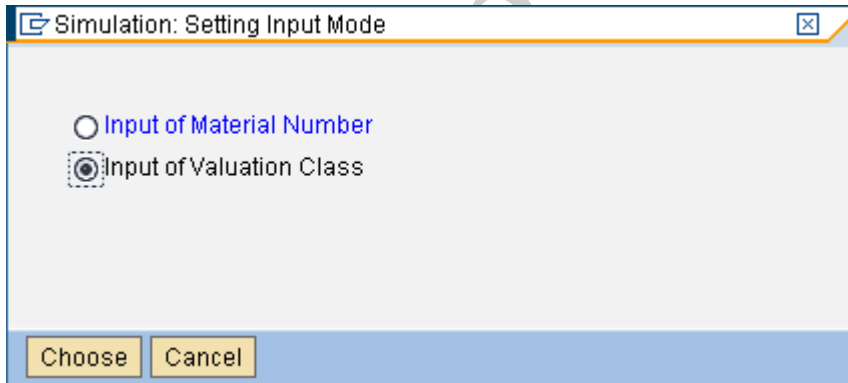 Simulation: Setting Input Mode
Input of Material Number
Input of Valuation Class
Choose Cancel